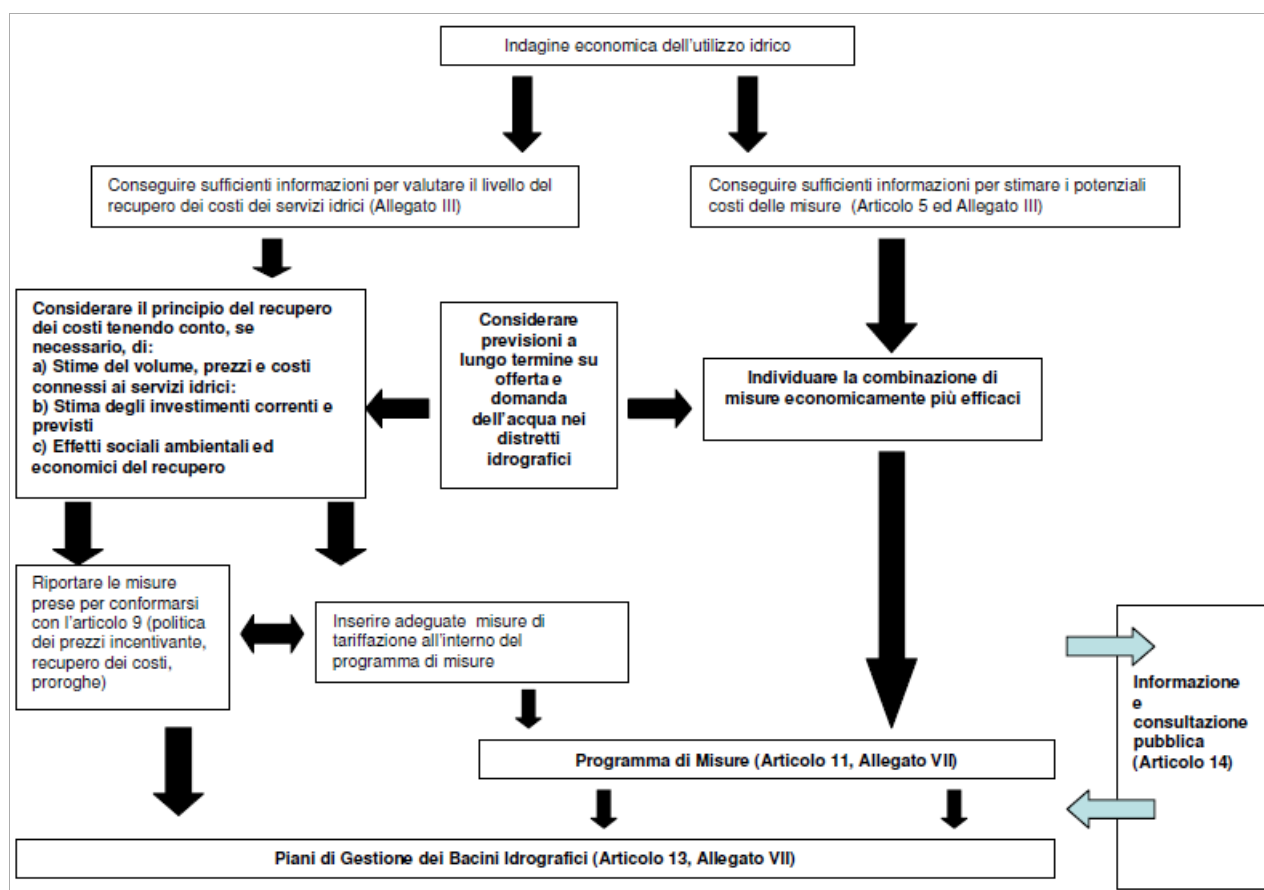 Indagine economica dell'utilizzo idrico
Conseguire sufficienti informazioni per valutare il livello del
recupero dei costi dei servizi idrici (Allegato III)
Conseguire sufficienti informazioni per stimare i potenziali
costi delle misure (Articolo 5 ed Allegato III)
Considerare il principio del recupero
dei costi tenendo conto, se
necessario, di:
a) Stime del volume, prezzi e costi
connessi ai servizi idrici:
b) Stima degli investimenti correnti e
previsti
c) Effetti sociali ambientali ed
economici del recupero
Considerare
previsioni a
lungo termine su
offerta e
domanda
dell'acqua nei
distretti
idrografici
Individuare la combinazione di
misure economicamente più efficaci
Riportare le misure
prese per conformarsi
con l'articolo 9 (politica
dei prezzi incentivante,
recupero dei costi,
proroghe)
Inserire adeguate misure di
tariffazione all'interno del
programma di misure
Informazione
e
consultazione
pubblica
(Articolo 14)
Programma di Misure (Articolo 11, Allegato VII)
Piani di Gestione dei Bacini Idrografici (Articolo 13, Allegato VII)